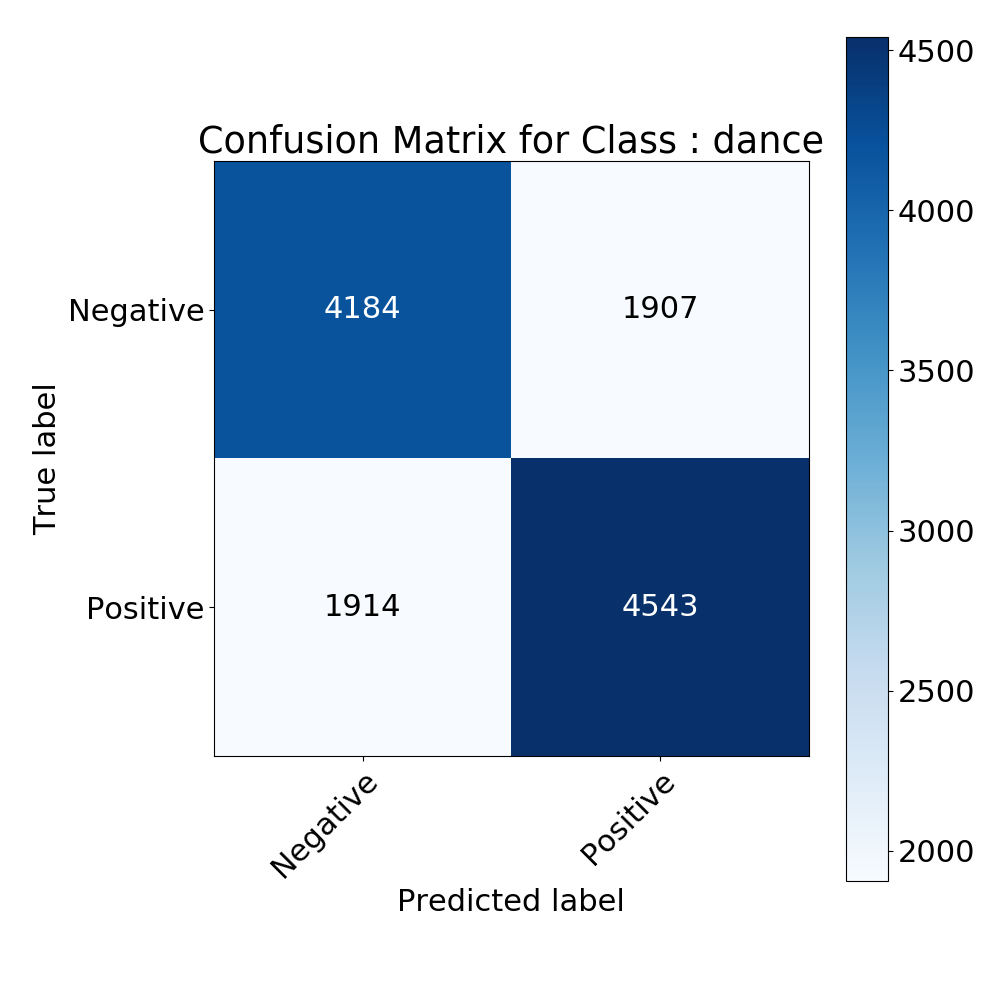 Confusion Matrix for Class : dance
True label
Negative
4184
1907
Positive
1914
4543
Negative
Positive
Predicted label
4500
4000
3500
3000
2500
2000